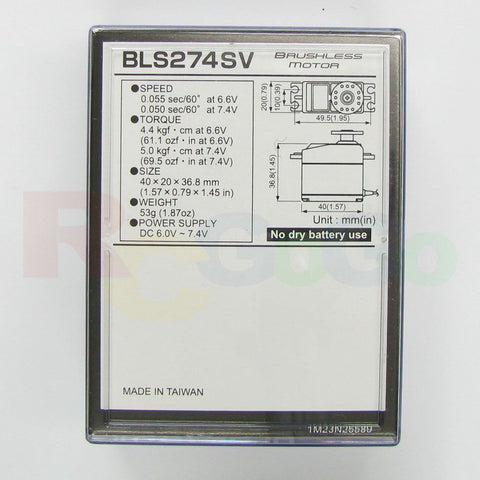 BLS274SV
BRUSHLESS
MOTOR
●SPEED
0.055 sec/60° at 6.6V
0.050 sec/60° at 7.4V
●TORQUE
4.4 kgf・cm at 6.6V
(61.1 ozf・in at 6.6V)
5.0 kgf・cm at 7.4V
(69.5 ozf・in at 7.4V)
●SIZE
40×20×36.8 mm
(1.57×0.79×1.45 in)
●WEIGHT
53g (1.87oz)
●POWER SUPPLY
DC 6.0V ~ 7.4V
20(0.79)
10(0.39)
49.5(1.95)
36.8(1.45)
40(1.57)
Unit : mm(in)
No dry battery use
RCGoGo
MADE IN TAIWAN
1M23N25589